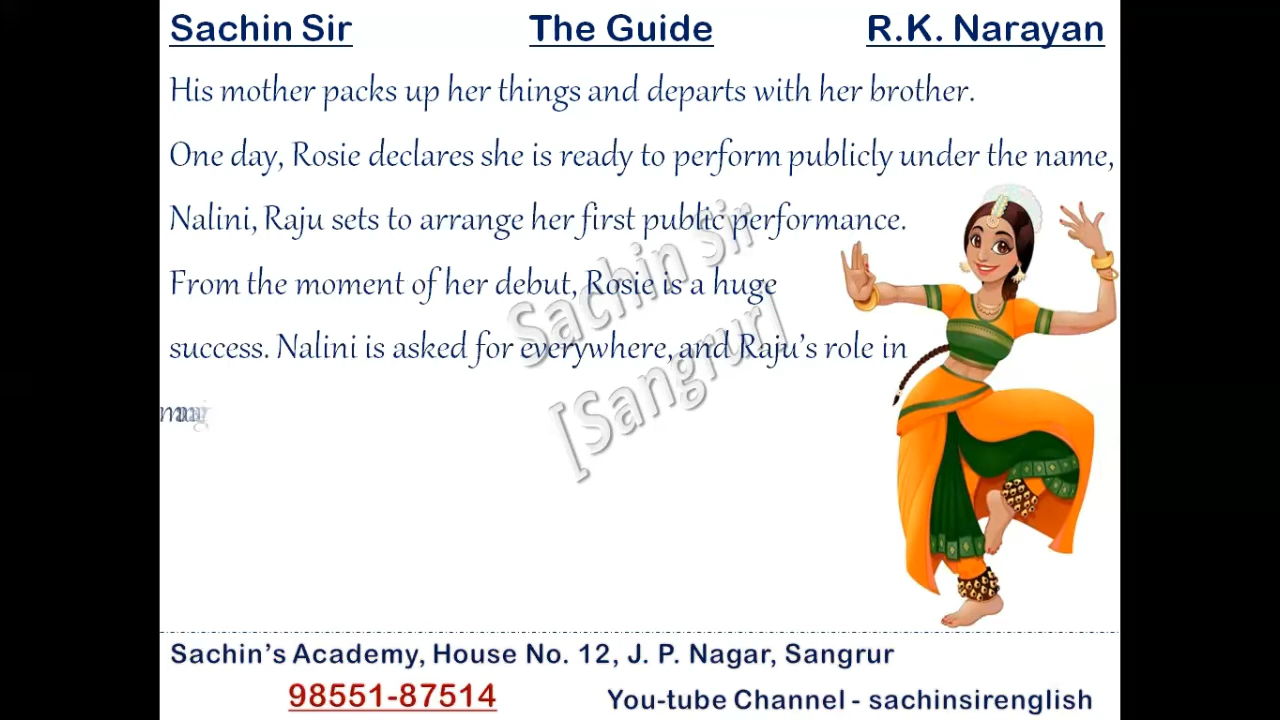 Sachin Sir The Guide R.K. Narayan
His mother packs up her things and departs with her brother.
One day, Rosie declares she is ready to perform publicly under the name,
Nalini, Raju sets to arrange her first public performance.
From the moment of her debut, Rosie is a huge
success. Nalini is asked for everywhere, and Raju's role in
Sachin Sir
[Sangrur]
Sachin's Academy, House No. 12, J. P. Nagar, Sangrur
98551-87514 You-tube Channel - sachinsirenglish